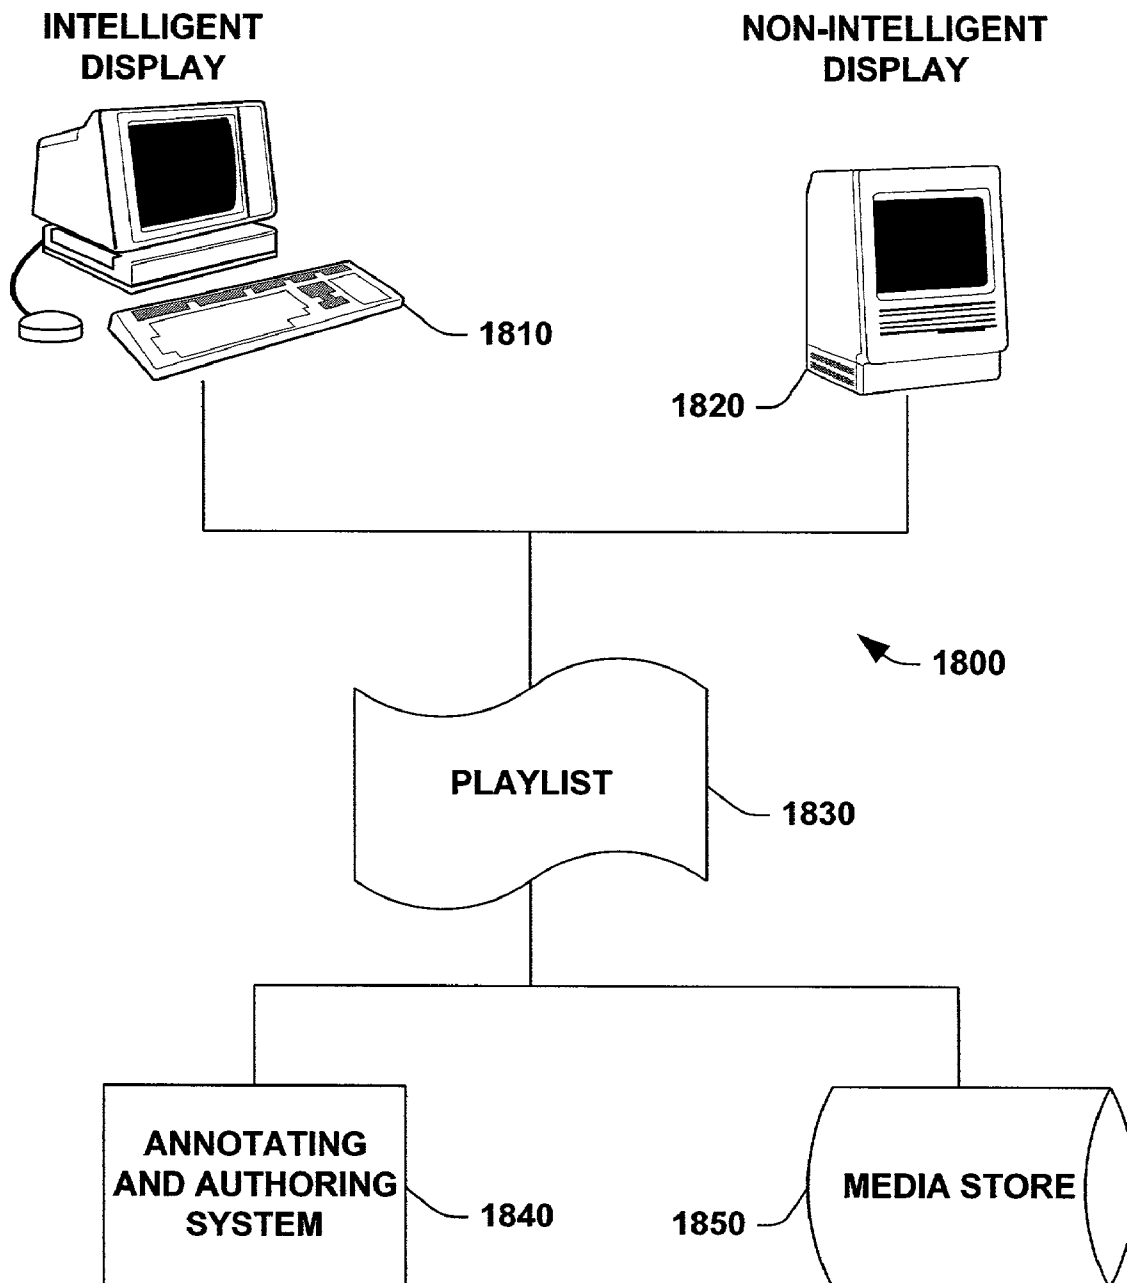 INTELLIGENT
DISPLAY
NON-INTELLIGENT
DISPLAY
1810
1820
1800
PLAYLIST
1830
ANNOTATING
AND AUTHORING
SYSTEM
1840
MEDIA STORE
1850